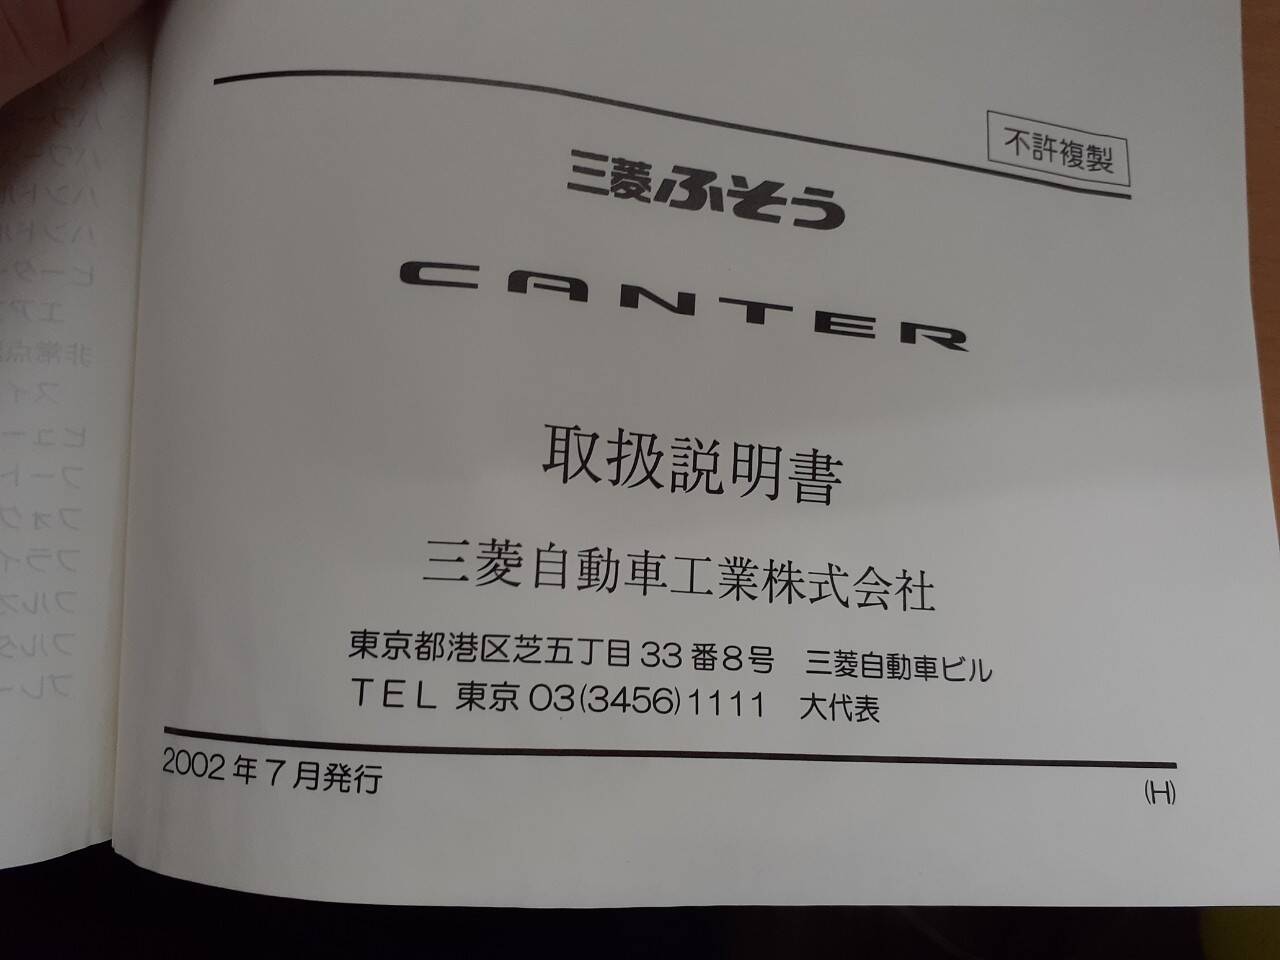 不許複製
三菱ふそう
CANTER
取扱説明書
三菱自動車工業株式会社
東京都港区芝五丁目33番8号　三菱自動車ビル
TEL 東京 03(3456)1111　大代表
2002年7月発行
(H)